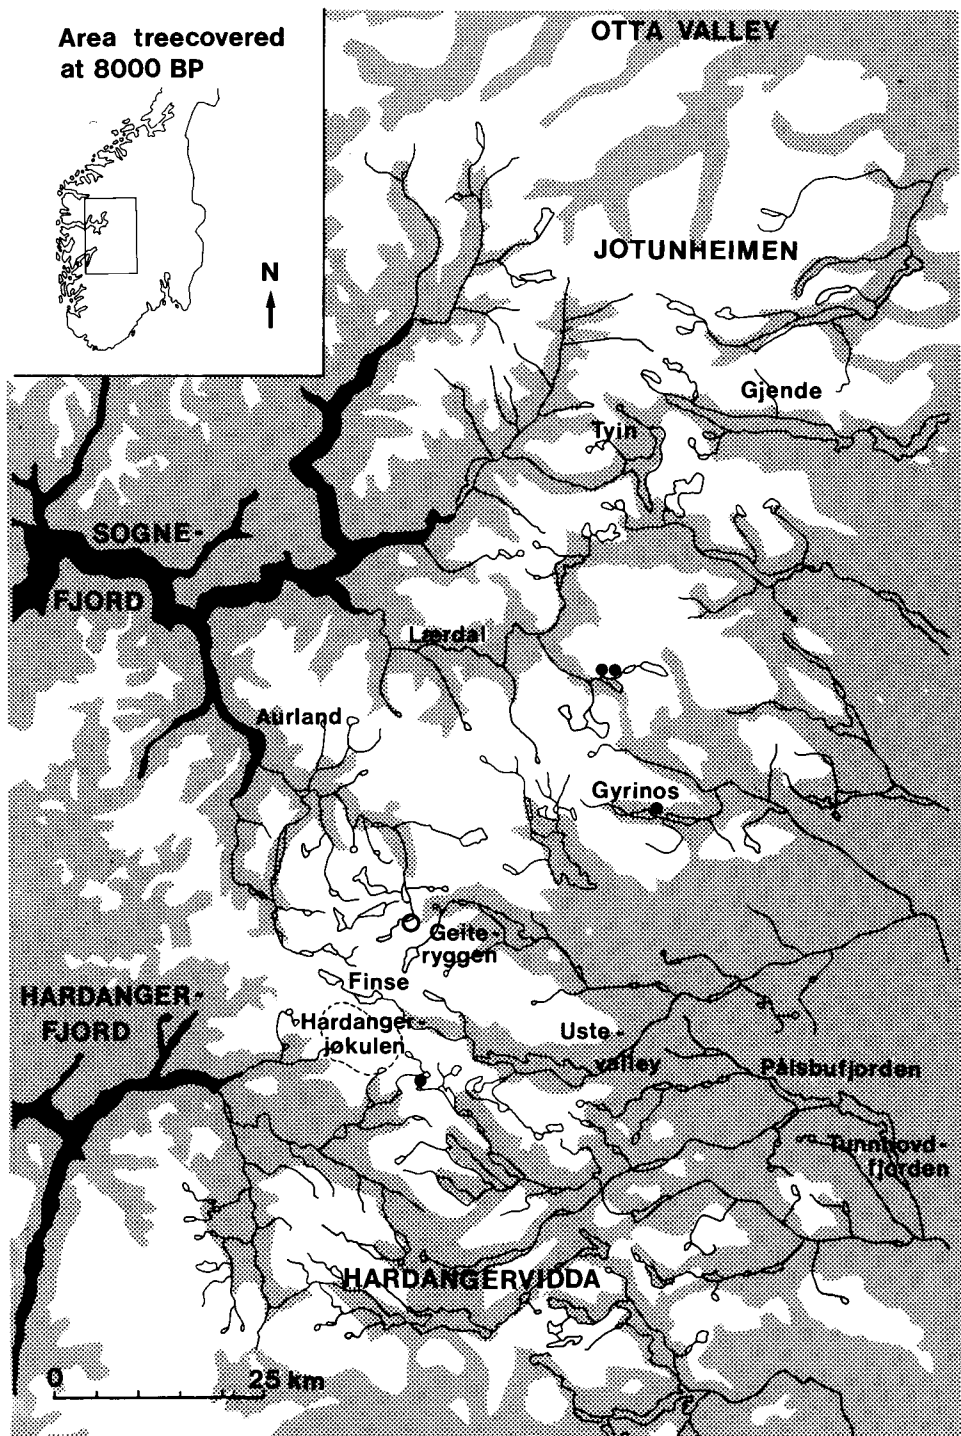 Area treecovered
at 8000 BP
N
OTTA VALLEY
JOTUNHEIMEN
Gjende
Tyin
SOGNE-
FJORD
Lærdal
Aurland
Gyrinos
Geite-
ryggen
Finse
HARDANGER-
FJORD
Hardanger-
jøkulen
Uste-
valley
Pålsbufjorden
Tunnhovd-
fjorden
HARDANGERVIDDA
0 25 km